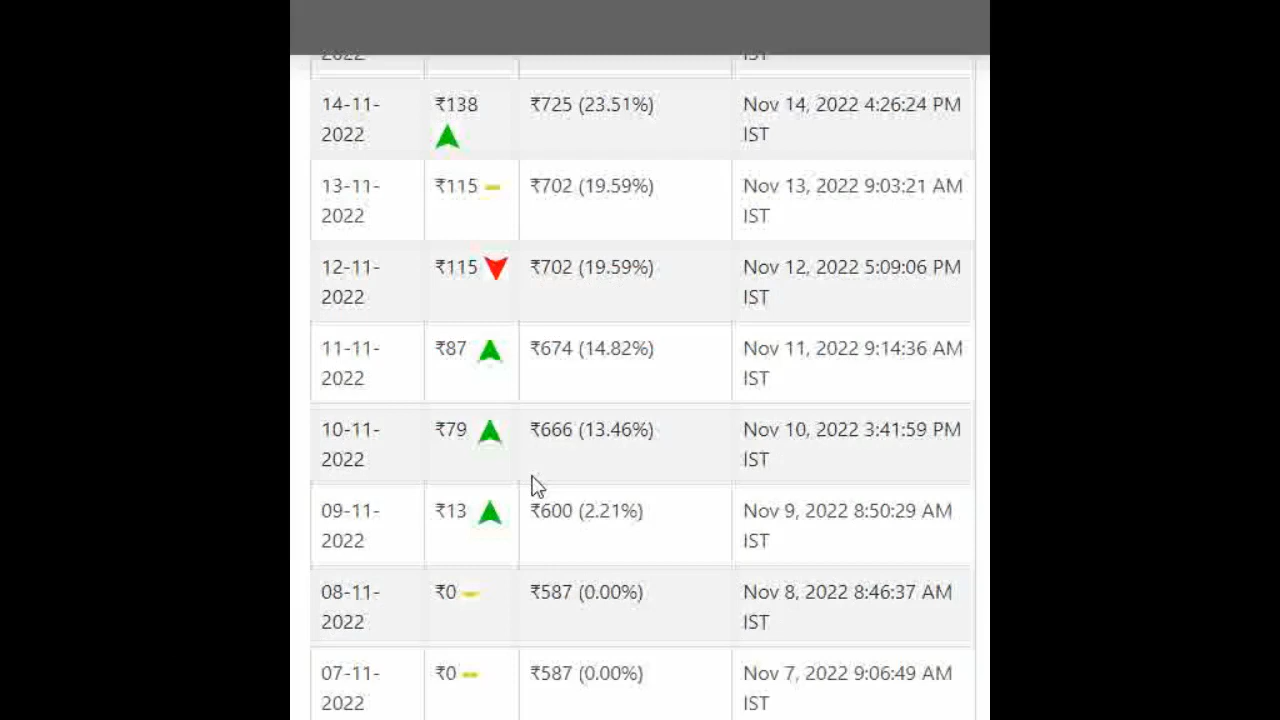 2022 IST
14-11- ₹138 ₹725 (23.51%) Nov 14, 2022 4:26:24 PM
2022 IST
13-11- ₹115 ₹702 (19.59%) Nov 13, 2022 9:03:21 AM
2022 IST
12-11- ₹115 ₹702 (19.59%) Nov 12, 2022 5:09:06 PM
2022 IST
11-11- ₹87 ₹674 (14.82%) Nov 11, 2022 9:14:36 AM
2022 IST
10-11- ₹79 ₹666 (13.46%) Nov 10, 2022 3:41:59 PM
2022 IST
09-11- ₹13 ₹600 (2.21%) Nov 9, 2022 8:50:29 AM
2022 IST
08-11- ₹0 ₹587 (0.00%) Nov 8, 2022 8:46:37 AM
2022 IST
07-11- ₹0 ₹587 (0.00%) Nov 7, 2022 9:06:49 AM
2022 IST